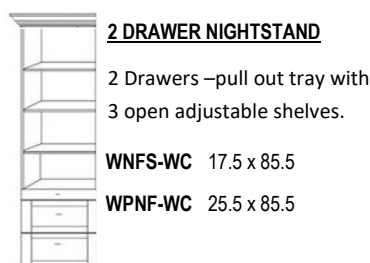 2 DRAWER NIGHTSTAND
2 Drawers –pull out tray with
3 open adjustable shelves.
WNFS-WC 17.5 x 85.5
WPNF-WC 25.5 x 85.5